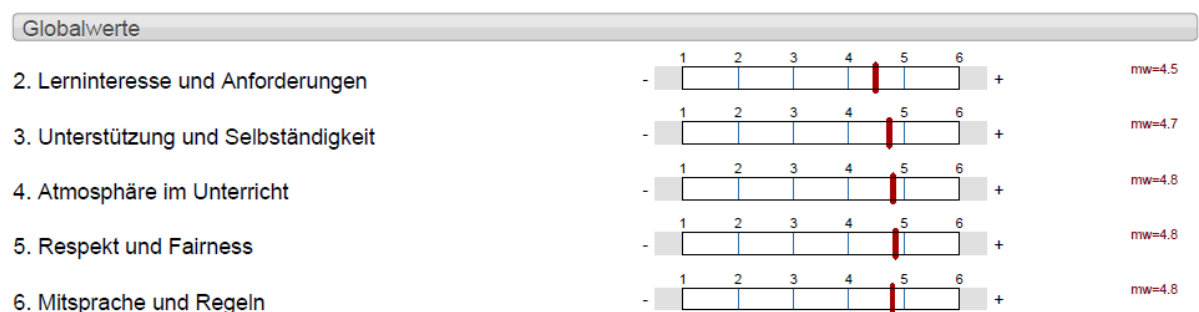 Globalwerte
1 2 3 4 5 6
2. Lerninteresse und Anforderungen - + mw=4.5
1 2 3 4 5 6
3. Unterstützung und Selbständigkeit - + mw=4.7
1 2 3 4 5 6
4. Atmosphäre im Unterricht - + mw=4.8
1 2 3 4 5 6
5. Respekt und Fairness - + mw=4.8
1 2 3 4 5 6
6. Mitsprache und Regeln - + mw=4.8